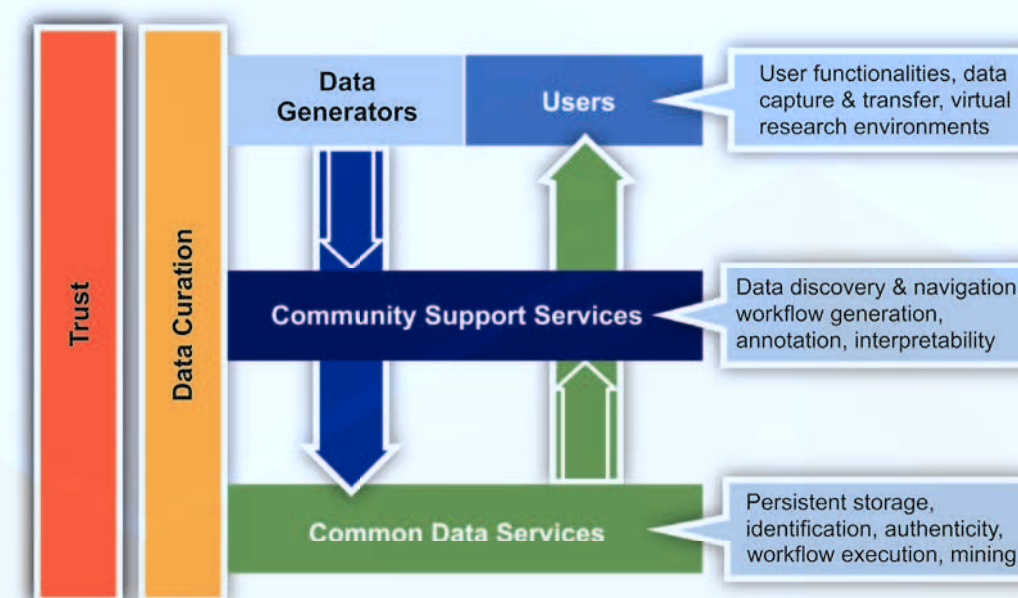 Trust
Data Curation
Data
Generators
Users
User functionalities, data
capture & transfer, virtual
research environments
Community Support Services
Data discovery & navigation
workflow generation,
annotation, interpretability
Common Data Services
Persistent storage,
identification, authenticity,
workflow execution, mining